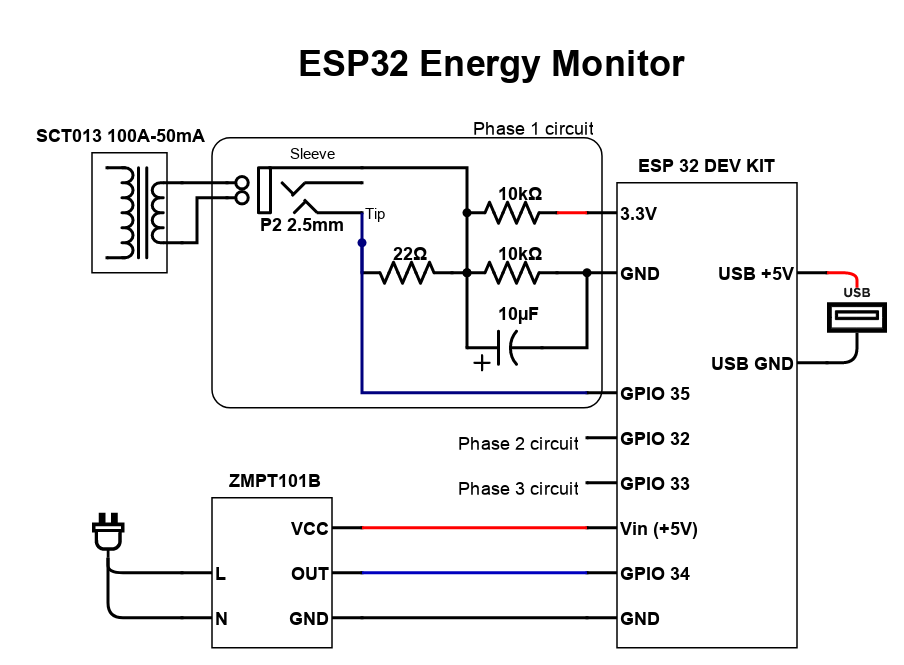 ESP32 Energy Monitor
SCT013 100A-50mA
Phase 1 circuit
Sleeve
ESP 32 DEV KIT
10kΩ
3.3V
Tip
P2 2.5mm
22Ω
10kΩ
GND
USB +5V
USB
10µF
+
USB GND
GPIO 35
Phase 2 circuit
GPIO 32
Phase 3 circuit
GPIO 33
ZMPT101B
VCC
Vin (+5V)
L
OUT
GPIO 34
N
GND
GND